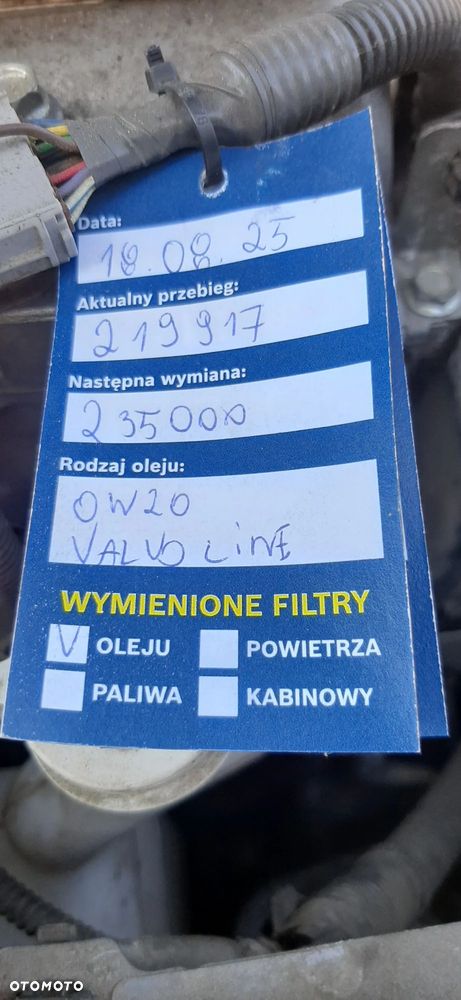 Data:
18.08.25
Aktualny przebieg:
219917
Następna wymiana:
235000
Rodzaj oleju:
0W20
VALVOLINE
WYMIENIONE FILTRY
V OLEJU
POWIETRZA
PALIWA
KABINOWY
OTOMOTO